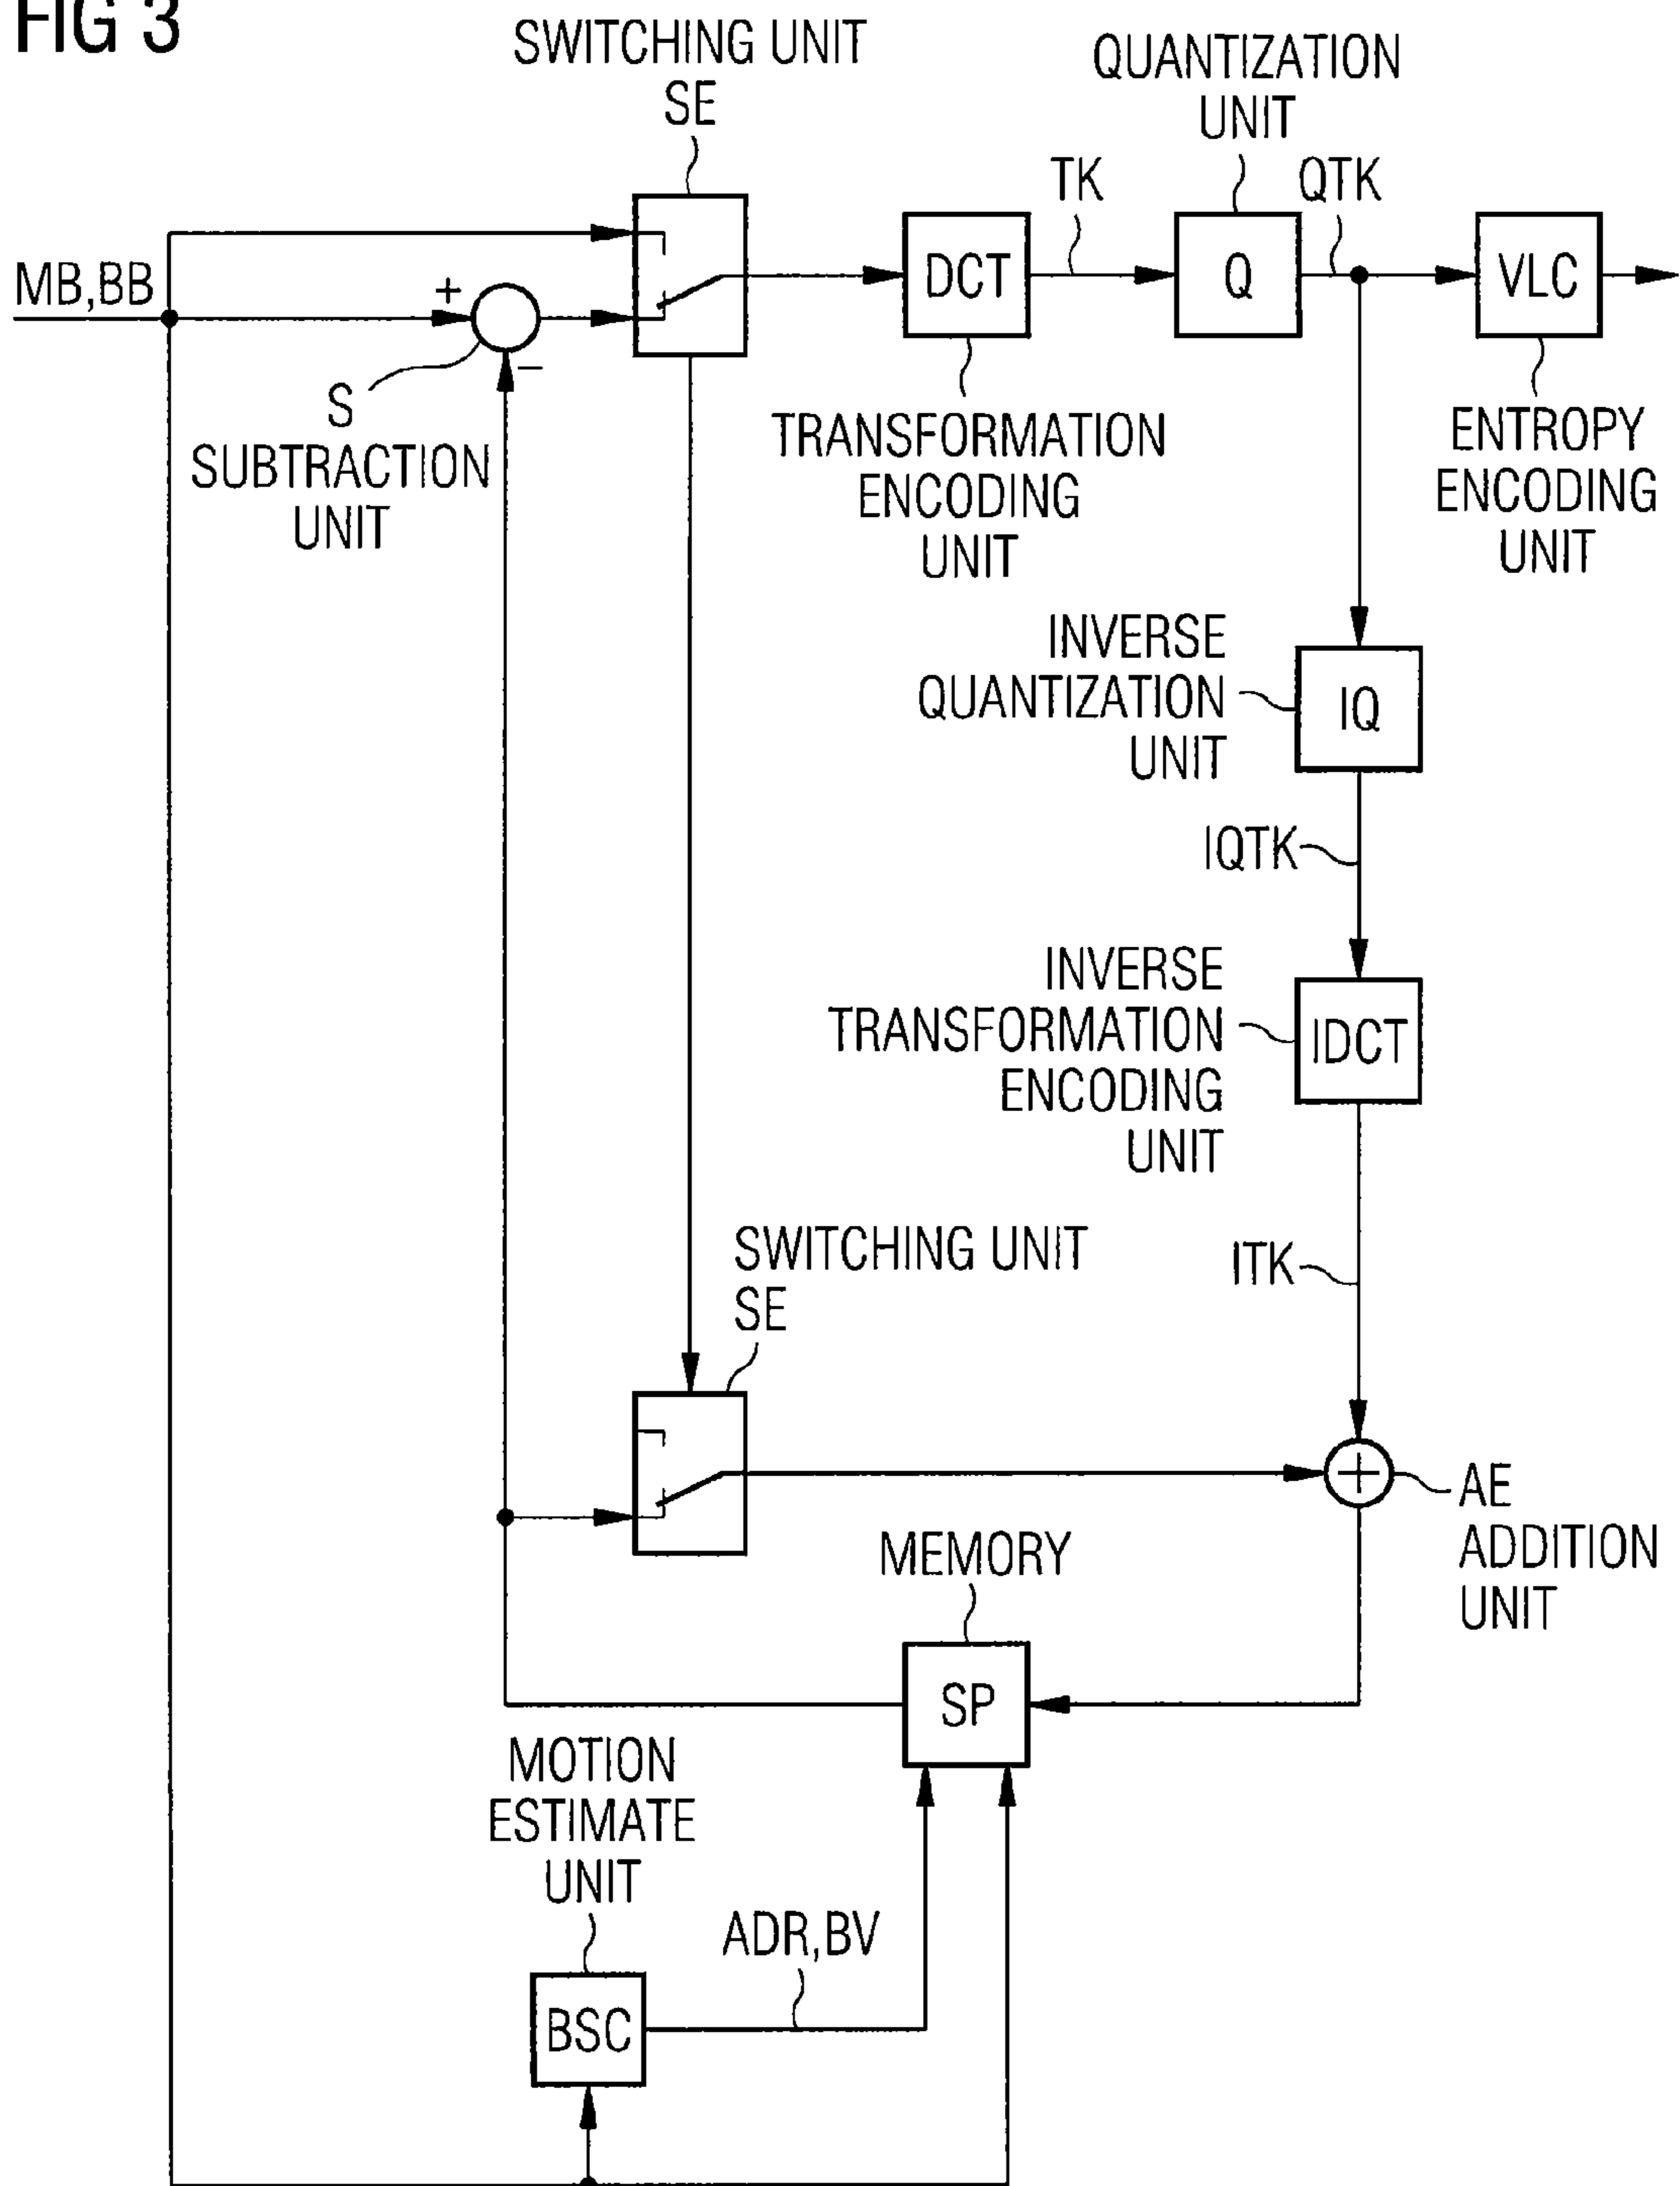 FIG 3
SWITCHING UNIT
SE
QUANTIZATION
UNIT
TK
QTK
MB,BB
+
−
DCT
Q
VLC
S
SUBTRACTION
UNIT
TRANSFORMATION
ENCODING
UNIT
ENTROPY
ENCODING
UNIT
INVERSE
QUANTIZATION
UNIT
IQ
IQTK
INVERSE
TRANSFORMATION
ENCODING
UNIT
IDCT
SWITCHING UNIT
SE
ITK
+
AE
ADDITION
UNIT
MEMORY
SP
MOTION
ESTIMATE
UNIT
ADR,BV
BSC